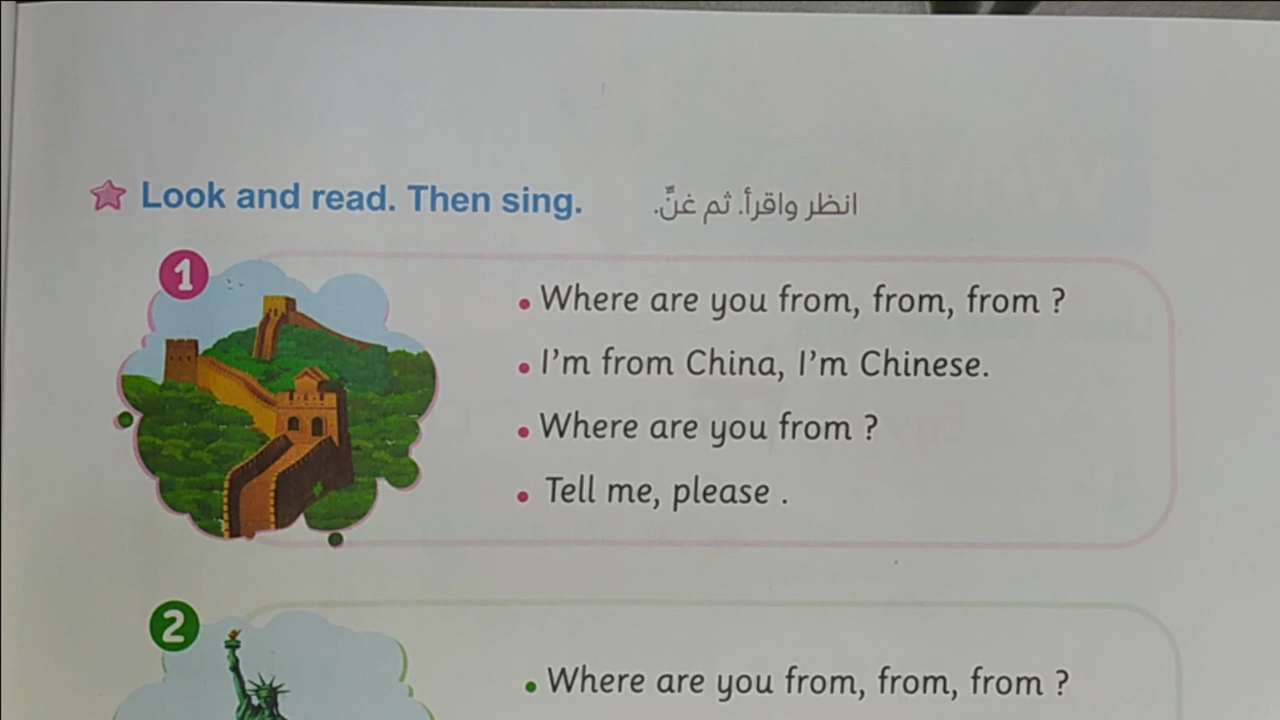 Look and read. Then sing. انظر واقرأ. ثم غنِّ.
1
Where are you from, from, from ?
I'm from China, I'm Chinese.
Where are you from ?
Tell me, please .
2
Where are you from, from, from ?